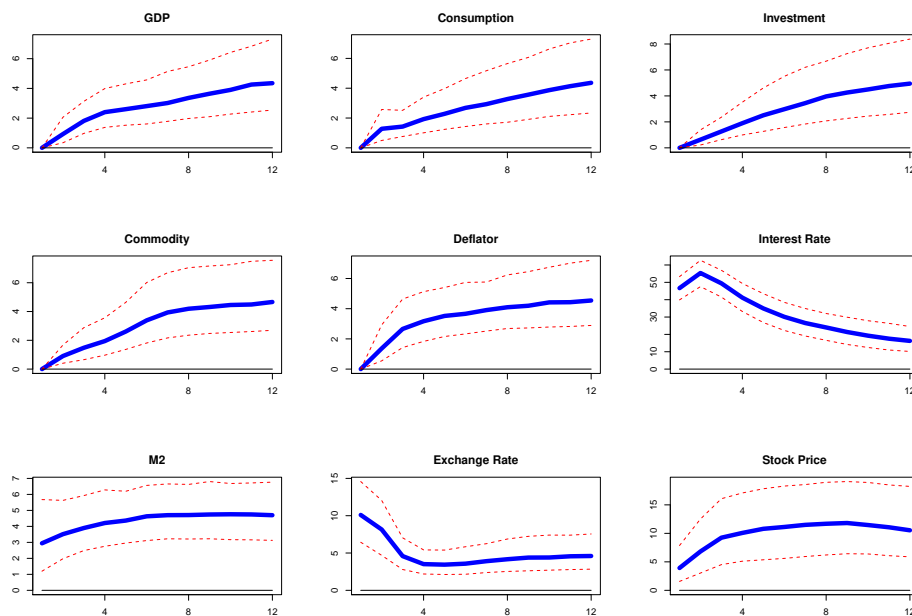 GDP
0 2 4 6
4 8 12
Consumption
0 2 4 6
4 8 12
Investment
0 2 4 6 8
4 8 12
Commodity
0 2 4 6
4 8 12
Deflator
0 2 4 6
4 8 12
Interest Rate
0 10 30 50
4 8 12
M2
0 1 2 3 4 5 6 7
4 8 12
Exchange Rate
0 5 10 15
4 8 12
Stock Price
0 5 10 15
4 8 12